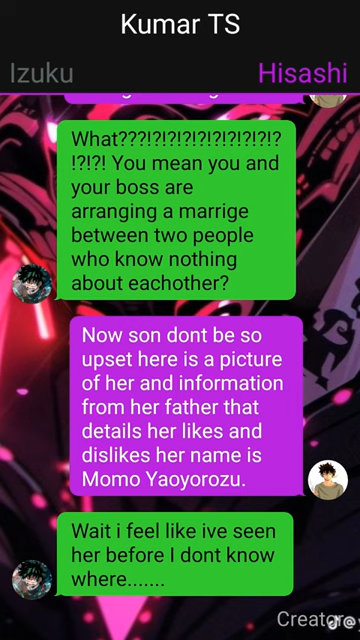 Kumar TS
Izuku
Hisashi
What???!?!?!?!?!?!?!?!?!?
!?!?! You mean you and
your boss are
arranging a marrige
between two people
who know nothing
about eachother?
Now son dont be so
upset here is a picture
of her and information
from her father that
details her likes and
dislikes her name is
Momo Yaoyorozu.
Wait i feel like ive seen
her before I dont know
where.......